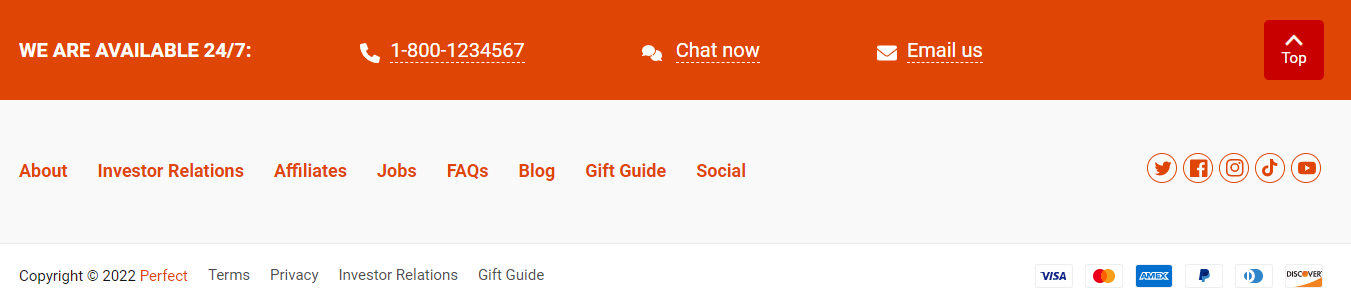 WE ARE AVAILABLE 24/7: 1-800-1234567 Chat now Email us
Top
About Investor Relations Affiliates Jobs FAQs Blog Gift Guide Social
Copyright © 2022 Perfect Terms Privacy Investor Relations Gift Guide VISA AMEX DISCOVER